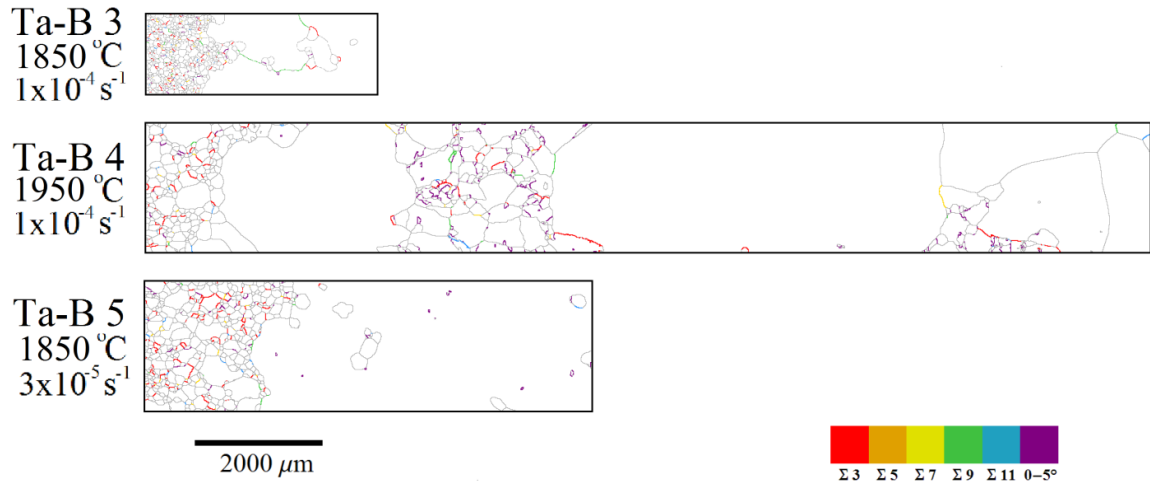 Ta-B 3
1850 °C
1x10⁻⁴ s⁻¹
Ta-B 4
1950 °C
1x10⁻⁴ s⁻¹
Ta-B 5
1850 °C
3x10⁻⁵ s⁻¹
2000 μm
Σ 3 Σ 5 Σ 7 Σ 9 Σ 11 0–5°